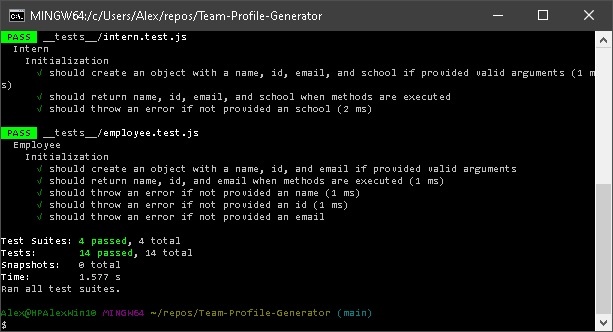 MINGW64:/c/Users/Alex/repos/Team-Profile-Generator
PASS __tests__/intern.test.js
Intern
Initialization
√ should create an object with a name, id, email, and school if provided valid arguments (1 m
s)
√ should return name, id, email, and school when methods are executed
√ should throw an error if not provided an school (2 ms)
PASS __tests__/employee.test.js
Employee
Initialization
√ should create an object with a name, id, and email if provided valid arguments
√ should return name, id, and email when methods are executed (1 ms)
√ should throw an error if not provided an name (1 ms)
√ should throw an error if not provided an id (1 ms)
√ should throw an error if not provided an email
Test Suites: 4 passed, 4 total
Tests: 14 passed, 14 total
Snapshots: 0 total
Time: 1.577 s
Ran all test suites.
Alex@HPAlexWin10 MINGW64 ~/repos/Team-Profile-Generator (main)
$